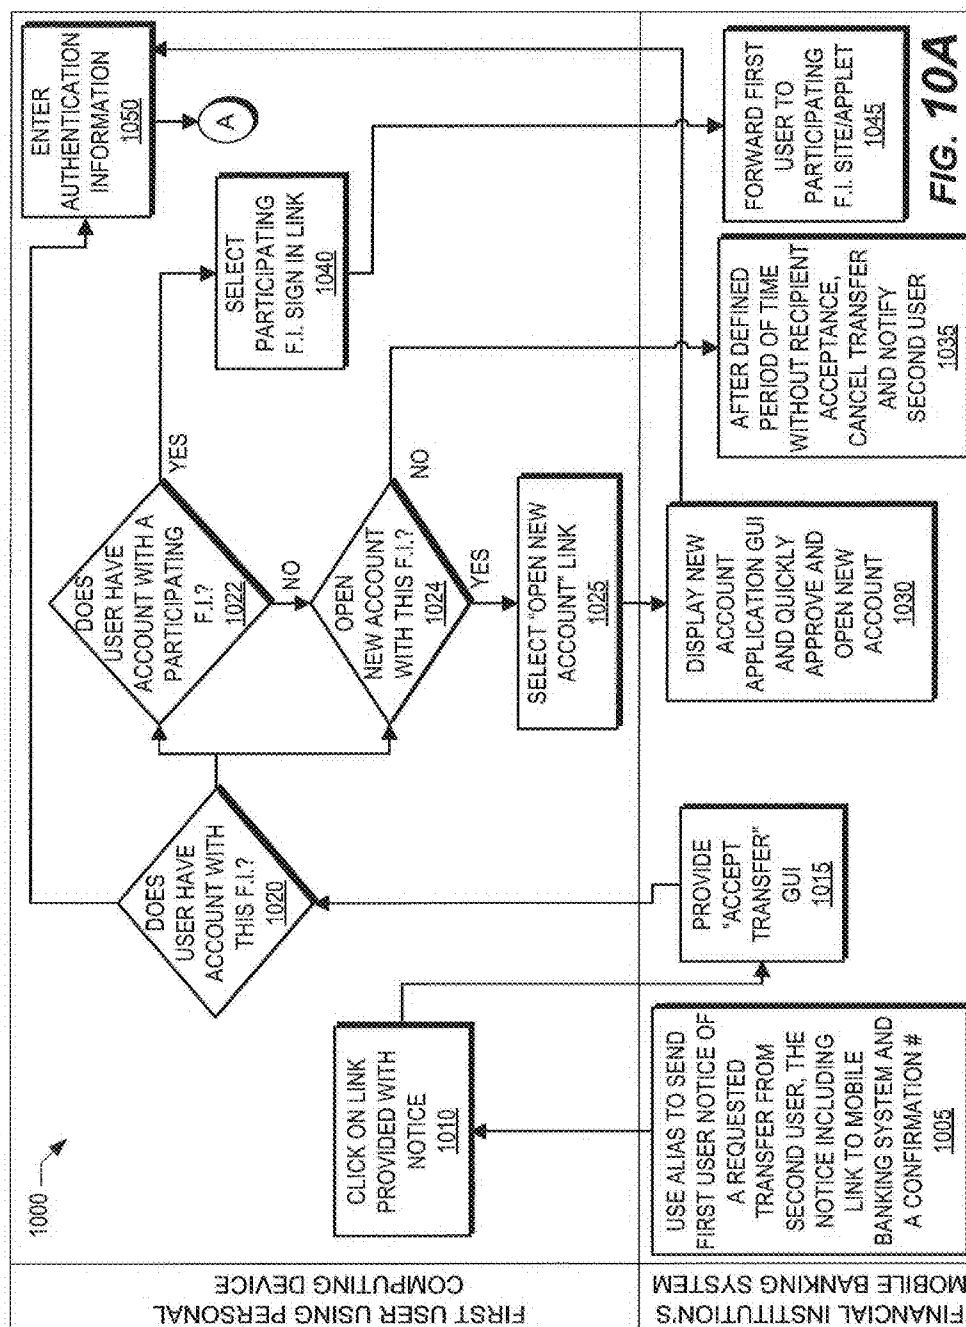 FIRST USER USING PERSONAL
COMPUTING DEVICE
FINANCIAL INSTITUTION'S
MOBILE BANKING SYSTEM
1000
USE ALIAS TO SEND
FIRST USER NOTICE OF
A REQUESTED
TRANSFER FROM
SECOND USER, THE
NOTICE INCLUDING
LINK TO MOBILE
BANKING SYSTEM AND
A CONFIRMATION #
1005
CLICK ON LINK
PROVIDED WITH
NOTICE
1010
PROVIDE
"ACCEPT
TRANSFER"
GUI
1015
DOES
USER HAVE
ACCOUNT WITH
THIS F.I.?
1020
DOES
USER HAVE
ACCOUNT WITH A
PARTICIPATING
F.I.?
1022
YES
NO
OPEN
NEW ACCOUNT
WITH THIS F.I.?
1024
NO
YES
SELECT "OPEN NEW
ACCOUNT" LINK
1025
DISPLAY NEW
ACCOUNT
APPLICATION GUI
AND QUICKLY
APPROVE AND
OPEN NEW
ACCOUNT
1030
AFTER DEFINED
PERIOD OF TIME
WITHOUT RECIPIENT
ACCEPTANCE,
CANCEL TRANSFER
AND NOTIFY
SECOND USER
1035
SELECT
PARTICIPATING
F.I. SIGN IN LINK
1040
FORWARD FIRST
USER TO
PARTICIPATING
F.I. SITE/APPLET
1045
ENTER
AUTHENTICATION
INFORMATION
1050
A
FIG. 10A